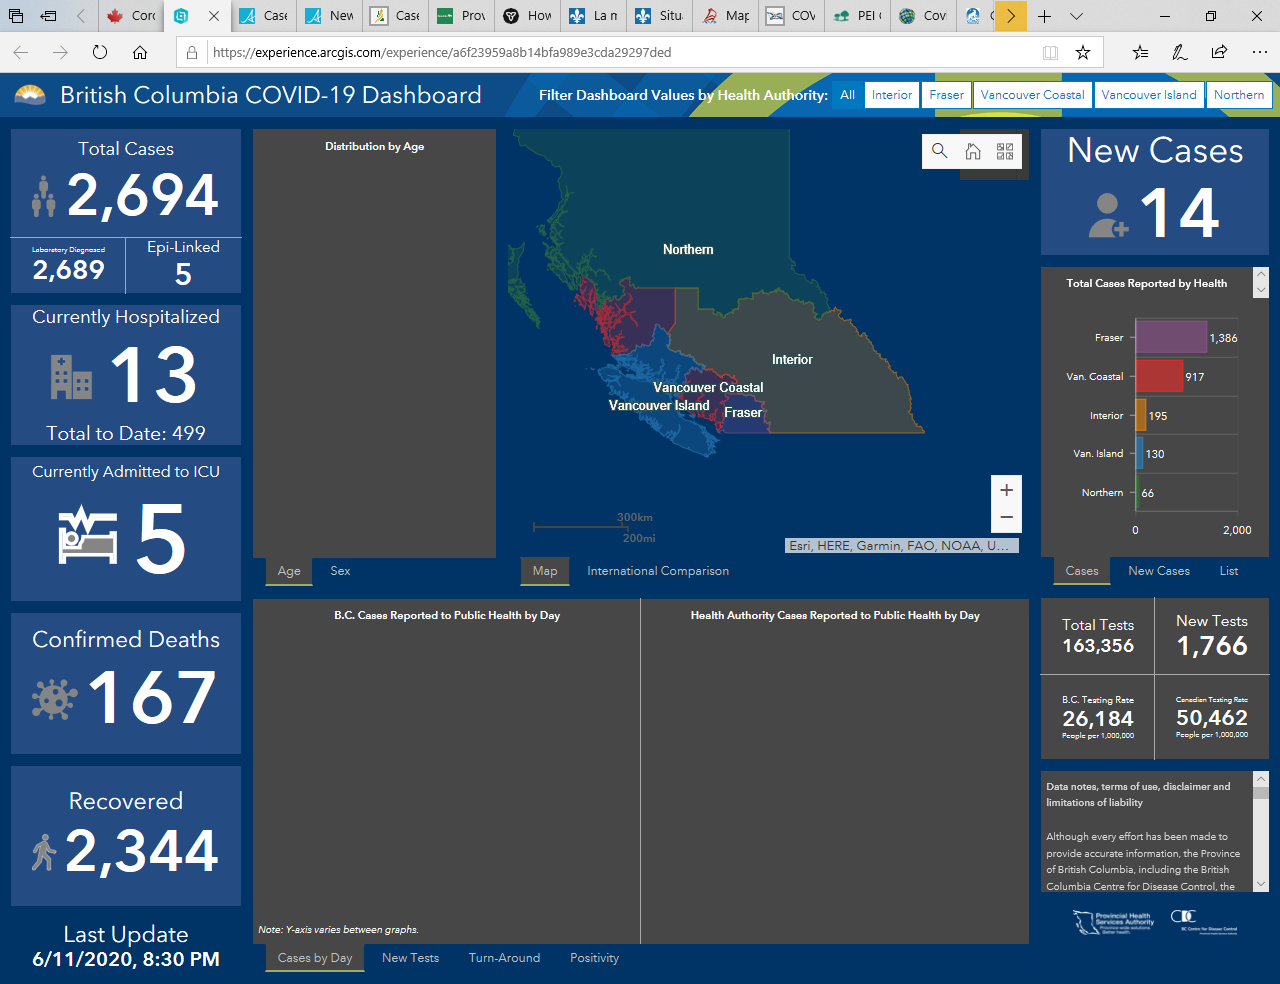 Corc
Case
New
Case
Prov
How
La m
Situ
Map
COV
PEI
Covi
https://experience.arcgis.com/experience/a6f23959a8b14bfa989e3cda29297ded
British Columbia COVID-19 Dashboard
Filter Dashboard Values by Health Authority:
All
Interior
Fraser
Vancouver Coastal
Vancouver Island
Northern
Total Cases
2,694
Laboratory Diagnosed
2,689
Epi-Linked
5
Currently Hospitalized
13
Total to Date: 499
Currently Admitted to ICU
5
Confirmed Deaths
167
Recovered
2,344
Last Update
6/11/2020, 8:30 PM
Distribution by Age
Age
Sex
Northern
Interior
Vancouver Coastal
Vancouver Island
Fraser
300km
200mi
Esri, HERE, Garmin, FAO, NOAA, U...
Map
International Comparison
B.C. Cases Reported to Public Health by Day
Health Authority Cases Reported to Public Health by Day
Note: Y-axis varies between graphs.
Cases by Day
New Tests
Turn-Around
Positivity
New Cases
14
Total Cases Reported by Health
Fraser 1,386
Van. Coastal 917
Interior 195
Van. Island 130
Northern 66
0 2,000
Cases
New Cases
List
Total Tests
163,356
New Tests
1,766
B.C. Testing Rate
26,184
People per 1,000,000
Canadian Testing Rate
50,462
People per 1,000,000
Data notes, terms of use, disclaimer and
limitations of liability
Although every effort has been made to
provide accurate information, the Province
of British Columbia, including the British
Columbia Centre for Disease Control, the
Provincial Health
Services Authority
Province-wide solutions.
Better health.
BC Centre for Disease Control